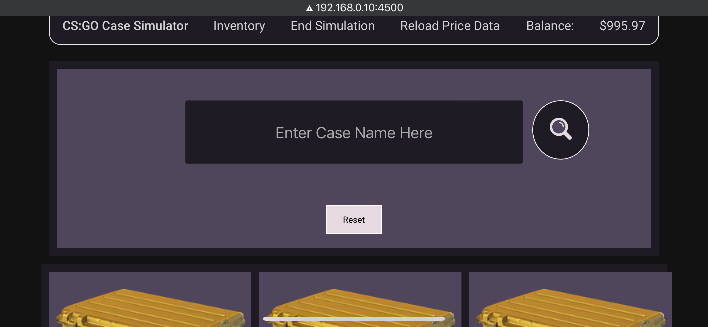 192.168.0.10:4500
CS:GO Case Simulator Inventory End Simulation Reload Price Data Balance: $995.97
Enter Case Name Here
Reset